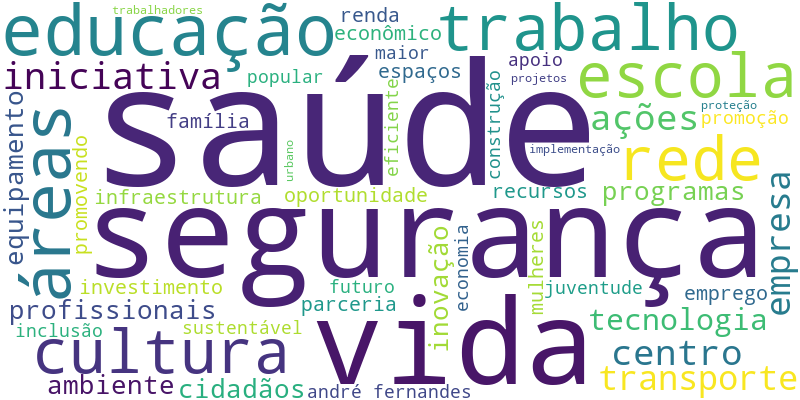 trabalhadores
educação
renda
econômico
trabalho
iniciativa
popular
maior
espaços
apoio
projetos
escola
saúde
família
equipamento
áreas
promovendo
eficiente
construção
ações
proteção
promoção
urbano
implementação
rede
infraestrutura
oportunidade
recursos
programas
segurança
empresa
investimento
futuro
parceria
inovação
economia
mulheres
juventude
emprego
profissionais
inclusão
sustentável
vida
tecnologia
cultura
centro
ambiente
cidadãos
andré fernandes
transporte